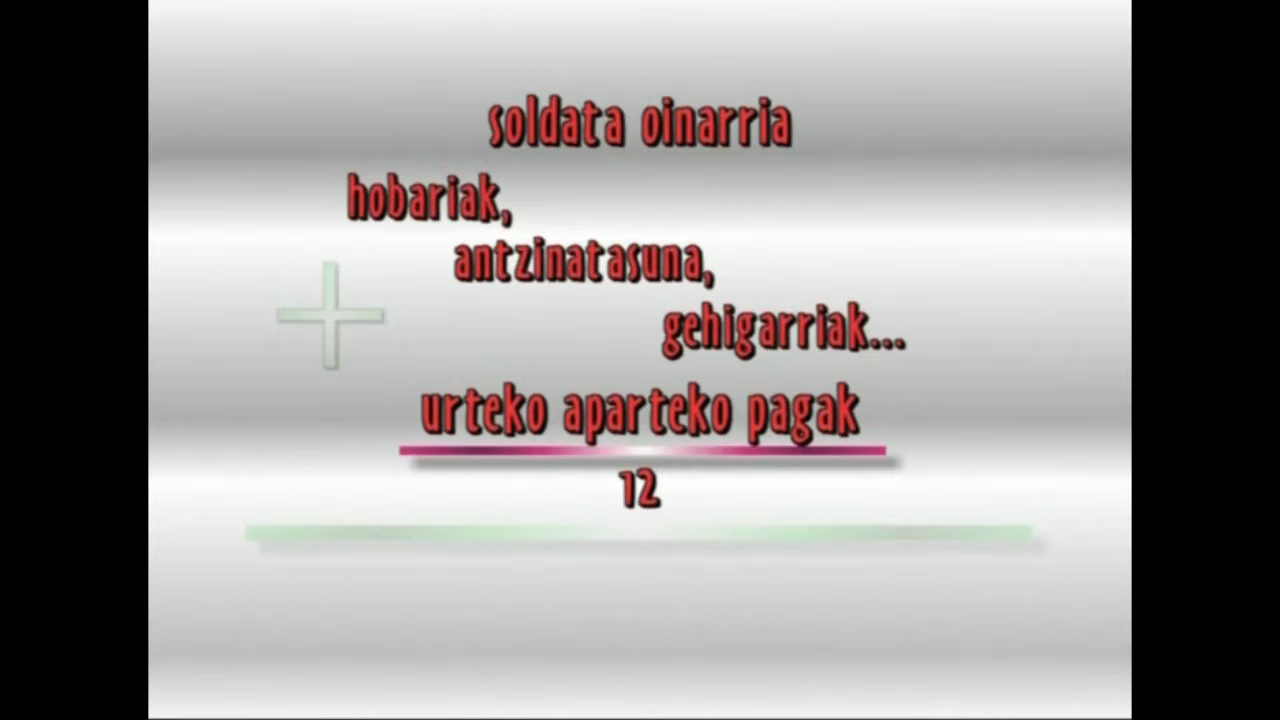 soldata oinarria
hobariak,
antzinatasuna,
gehigarriak...
urteko aparteko pagak
12